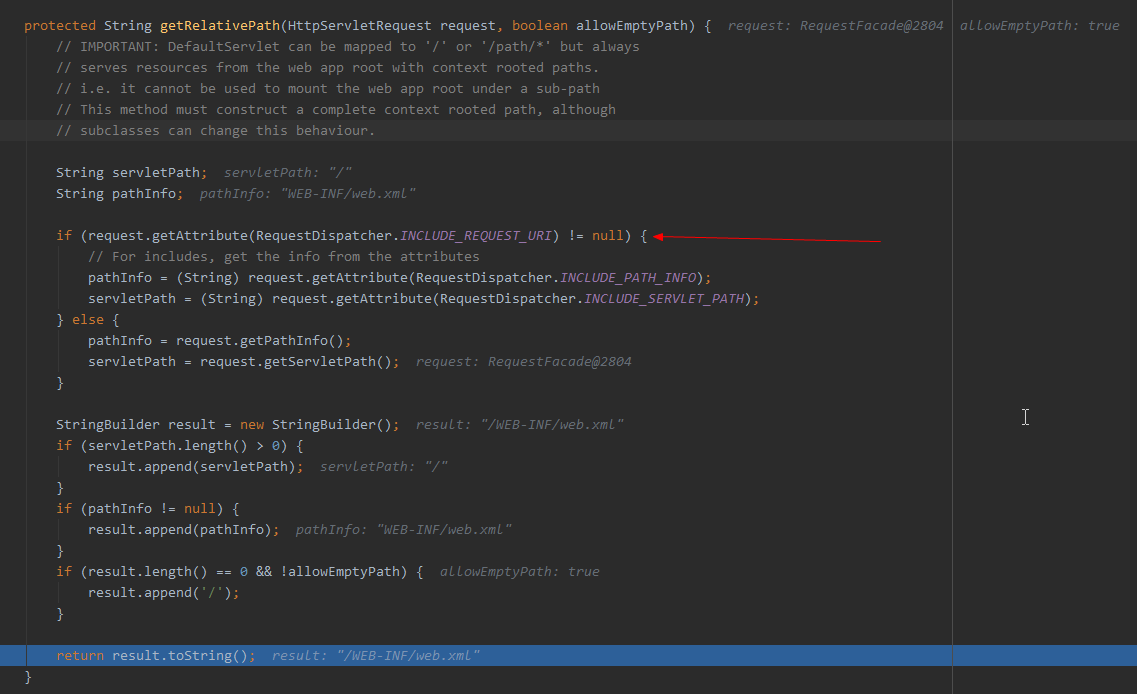 protected String getRelativePath(HttpServletRequest request, boolean allowEmptyPath) {  request: RequestFacade@2804  allowEmptyPath: true
    // IMPORTANT: DefaultServlet can be mapped to '/' or '/path/*' but always
    // serves resources from the web app root with context rooted paths.
    // i.e. it cannot be used to mount the web app root under a sub-path
    // This method must construct a complete context rooted path, although
    // subclasses can change this behaviour.
    String servletPath;  servletPath: "/"
    String pathInfo;  pathInfo: "WEB-INF/web.xml"
    if (request.getAttribute(RequestDispatcher.INCLUDE_REQUEST_URI) != null) {
        // For includes, get the info from the attributes
        pathInfo = (String) request.getAttribute(RequestDispatcher.INCLUDE_PATH_INFO);
        servletPath = (String) request.getAttribute(RequestDispatcher.INCLUDE_SERVLET_PATH);
    } else {
        pathInfo = request.getPathInfo();
        servletPath = request.getServletPath();  request: RequestFacade@2804
    }
    StringBuilder result = new StringBuilder();  result: "/WEB-INF/web.xml"
    if (servletPath.length() > 0) {
        result.append(servletPath);  servletPath: "/"
    }
    if (pathInfo != null) {
        result.append(pathInfo);  pathInfo: "WEB-INF/web.xml"
    }
    if (result.length() == 0 && !allowEmptyPath) {  allowEmptyPath: true
        result.append('/');
    }
    return result.toString();  result: "/WEB-INF/web.xml"
}